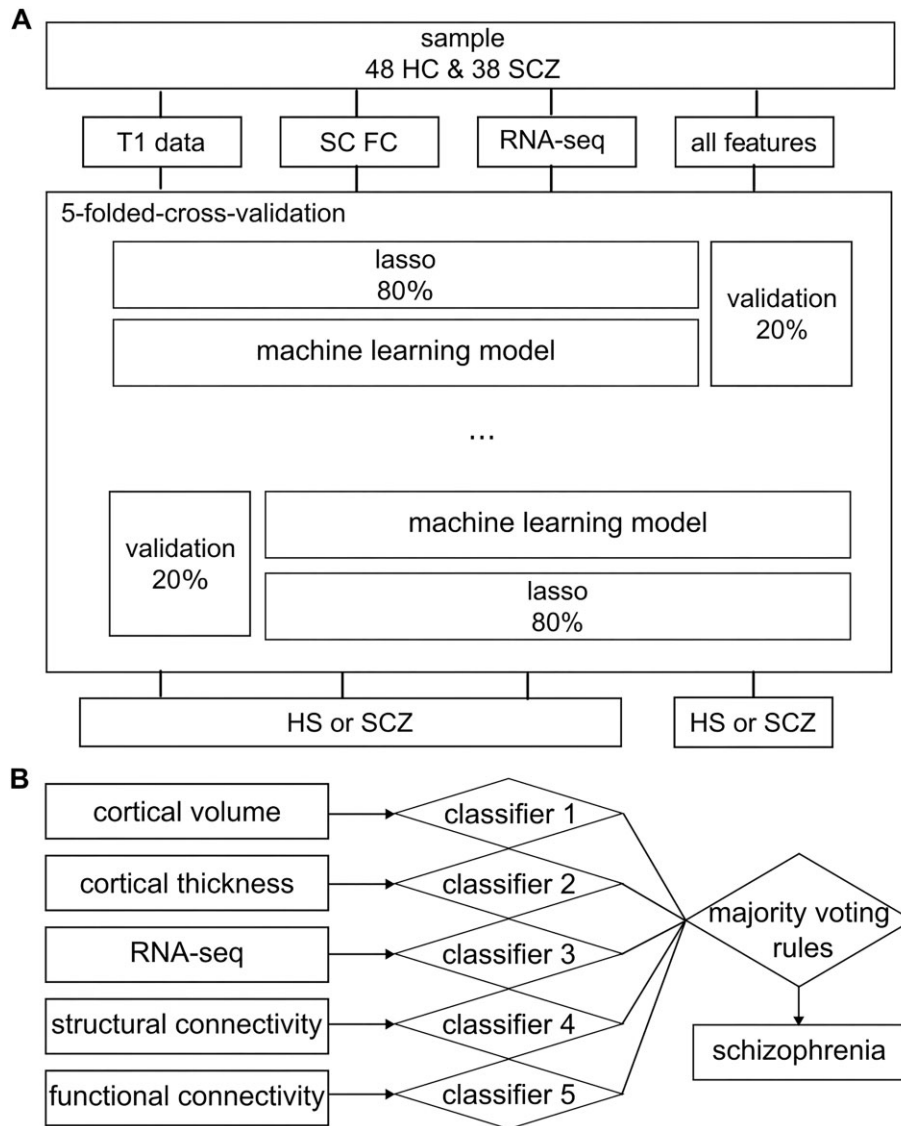 A
sample
48 HC & 38 SCZ
T1 data
SC FC
RNA-seq
all features
5-folded-cross-validation
lasso
80%
validation
20%
machine learning model
...
validation
20%
machine learning model
lasso
80%
HS or SCZ
HS or SCZ
B
cortical volume
classifier 1
cortical thickness
classifier 2
majority voting
rules
RNA-seq
classifier 3
structural connectivity
classifier 4
schizophrenia
functional connectivity
classifier 5